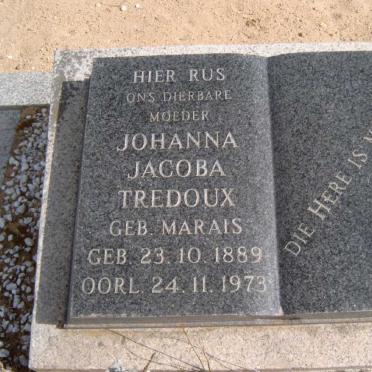 HIER RUS
ONS DIERBARE
MOEDER
JOHANNA
JACOBA
TREDOUX
GEB. MARAIS
GEB. 23. 10. 1889
OORL. 24. 11. 1973
DIE HERE IS